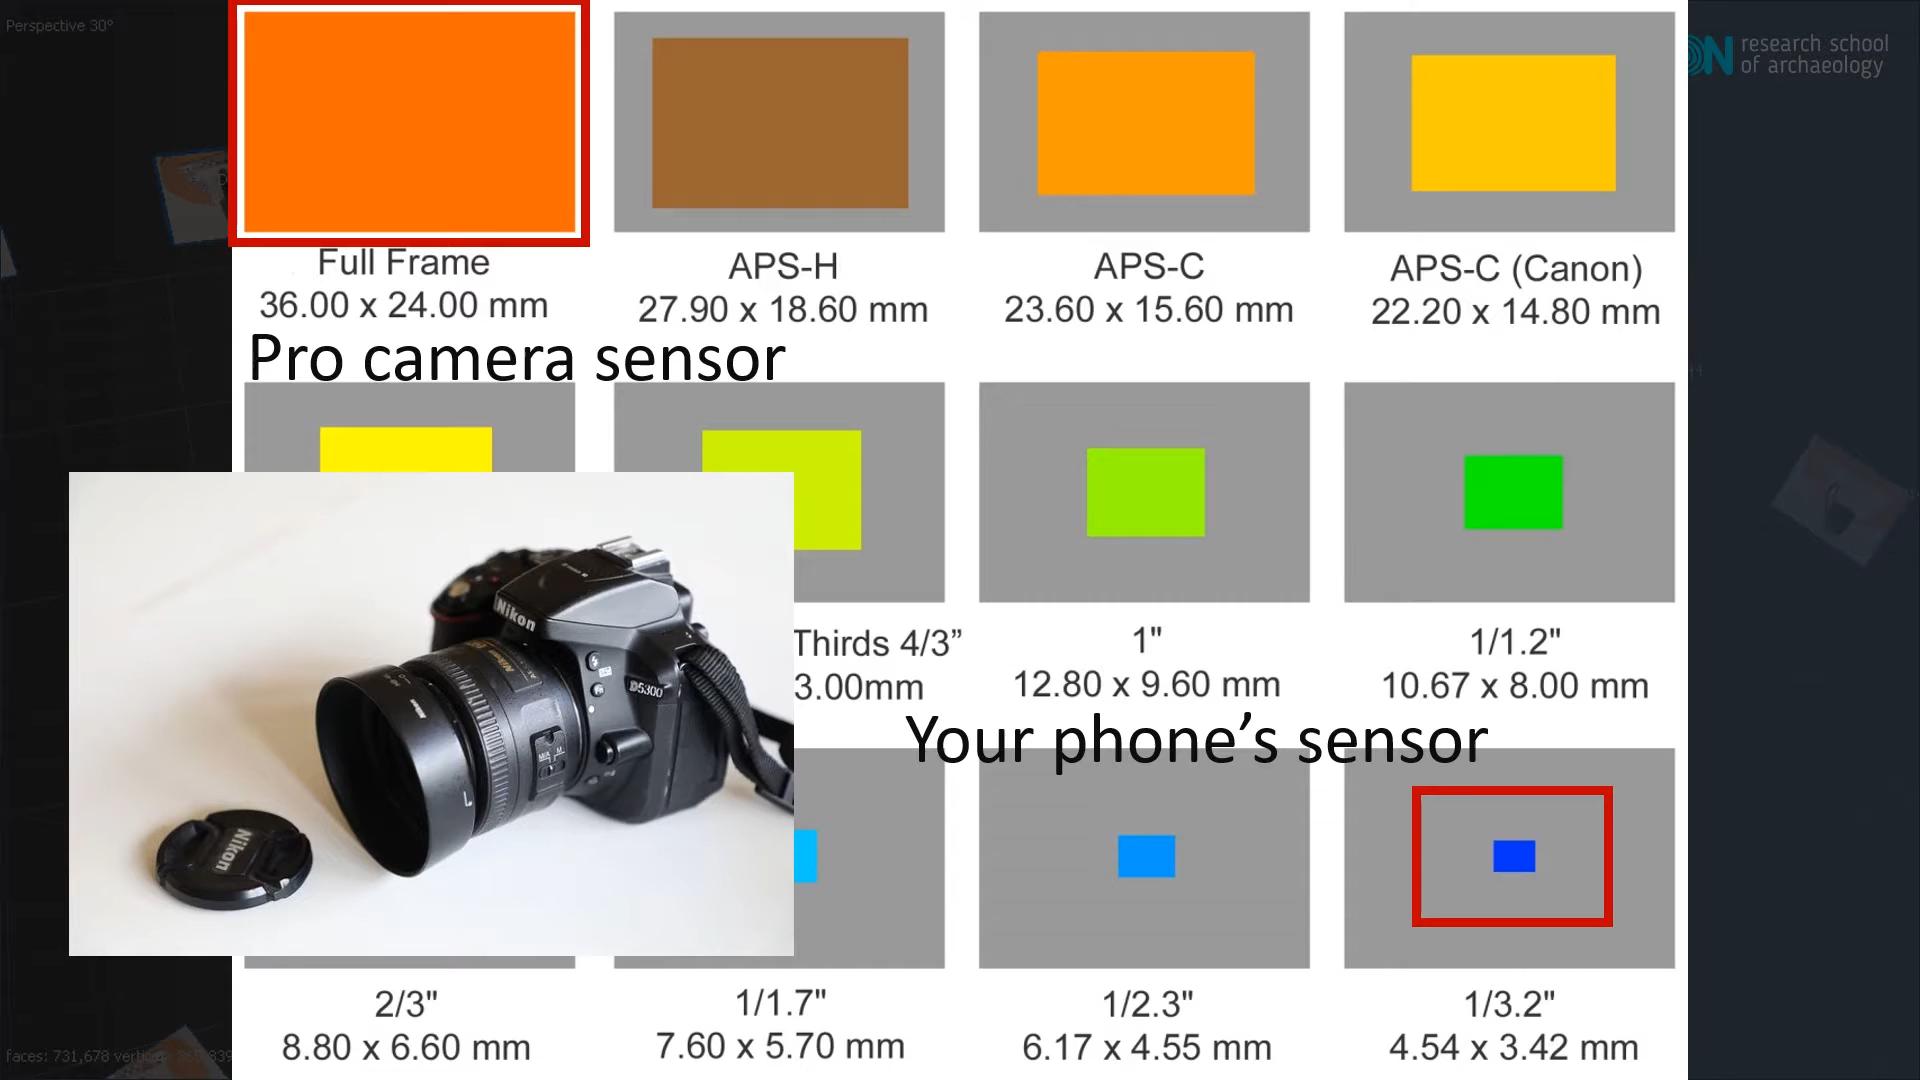 Perspective 30°
research school
of archaeology
Full Frame
36.00 x 24.00 mm
APS-H
27.90 x 18.60 mm
APS-C
23.60 x 15.60 mm
APS-C (Canon)
22.20 x 14.80 mm
Pro camera sensor
Thirds 4/3”
3.00mm
1"
12.80 x 9.60 mm
1/1.2"
10.67 x 8.00 mm
Nikon
D5300
Nikon
Your phone’s sensor
2/3"
8.80 x 6.60 mm
1/1.7"
7.60 x 5.70 mm
1/2.3"
6.17 x 4.55 mm
1/3.2"
4.54 x 3.42 mm
faces: 731,678